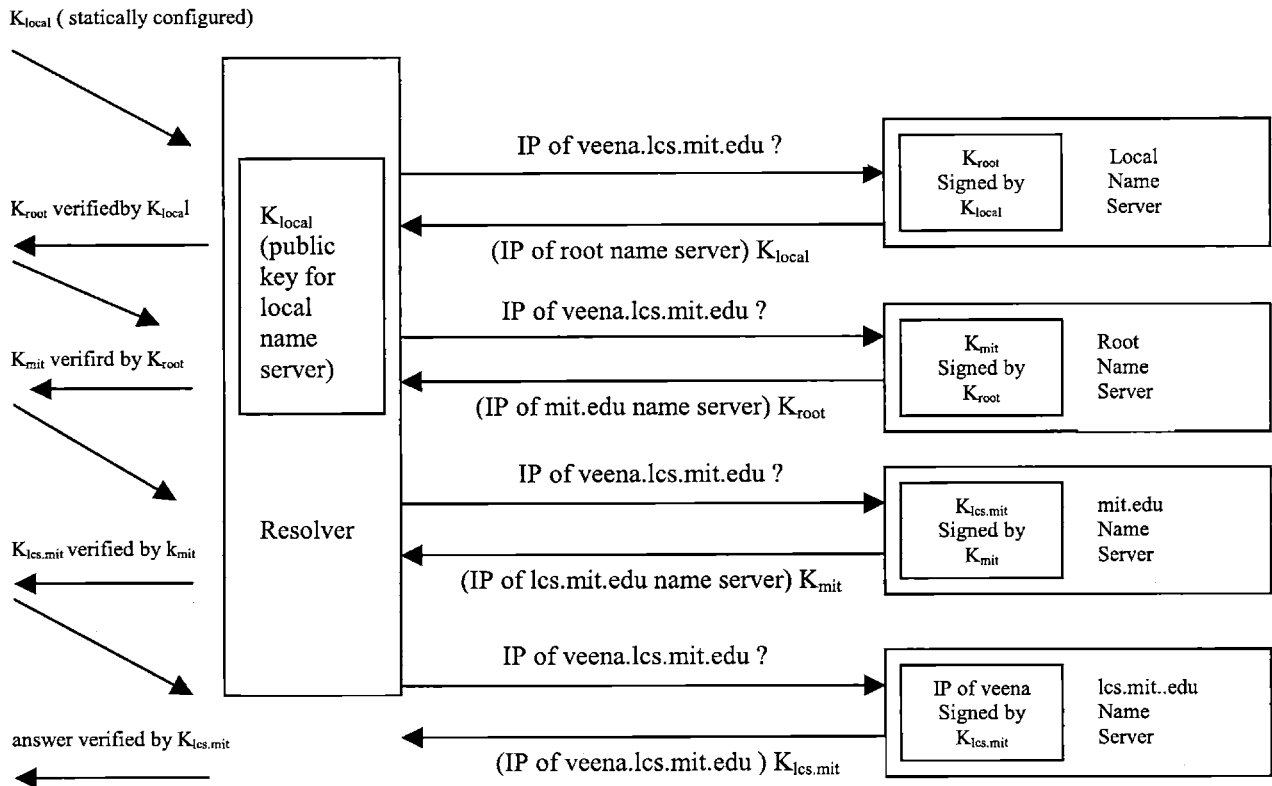 K_local ( statically configured)
IP of veena.lcs.mit.edu ?
K_root
Signed by
K_local
Local
Name
Server
K_root verifiedby K_local
K_local
(public
key for
local
name
server)
(IP of root name server) K_local
IP of veena.lcs.mit.edu ?
K_mit
Signed by
K_root
Root
Name
Server
K_mit verifird by K_root
(IP of mit.edu name server) K_root
IP of veena.lcs.mit.edu ?
K_lcs.mit
Signed by
K_mit
mit.edu
Name
Server
Resolver
K_lcs.mit verified by k_mit
(IP of lcs.mit.edu name server) K_mit
IP of veena.lcs.mit.edu ?
IP of veena
Signed by
K_lcs.mit
lcs.mit..edu
Name
Server
answer verified by K_lcs.mit
(IP of veena.lcs.mit.edu ) K_lcs.mit